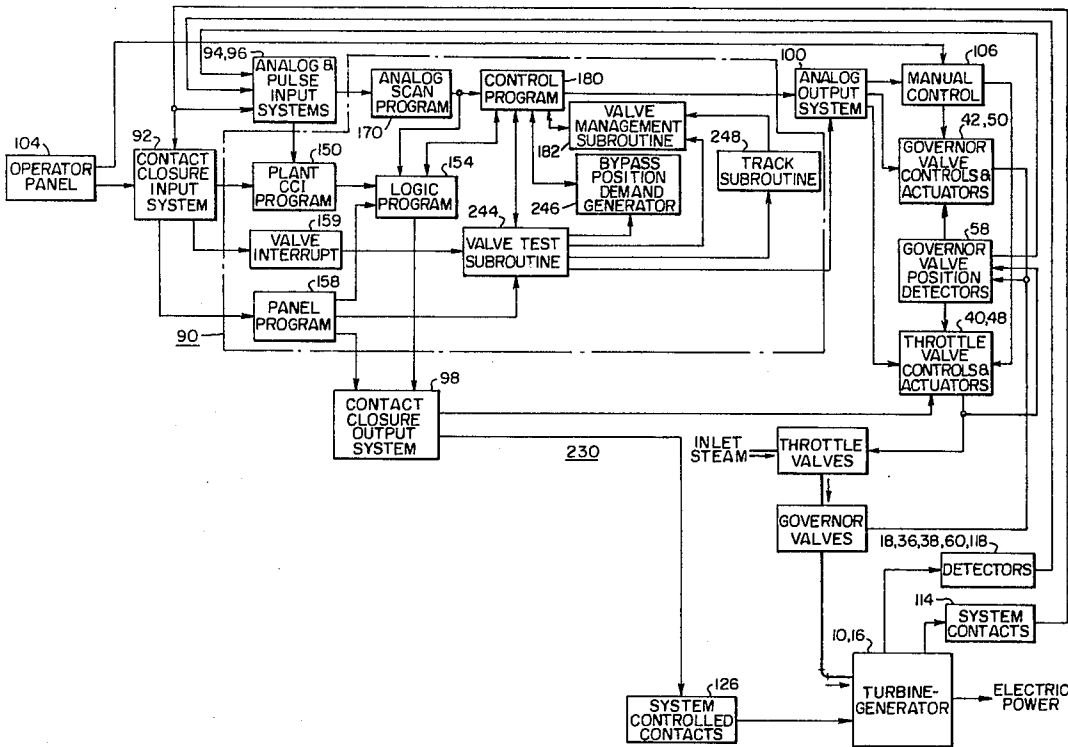 94,96
ANALOG &
PULSE
INPUT
SYSTEMS
ANALOG
SCAN
PROGRAM
170
CONTROL
PROGRAM
180
100
ANALOG
OUTPUT
SYSTEM
106
MANUAL
CONTROL
104
OPERATOR
PANEL
92
CONTACT
CLOSURE
INPUT
SYSTEM
150
PLANT
CCI
PROGRAM
154
LOGIC
PROGRAM
182
VALVE
MANAGEMENT
SUBROUTINE
BYPASS
POSITION
DEMAND
GENERATOR
246
248
TRACK
SUBROUTINE
42,50
GOVERNOR
VALVE
CONTROLS &
ACTUATORS
159
VALVE
INTERRUPT
244
VALVE TEST
SUBROUTINE
58
GOVERNOR
VALVE
POSITION
DETECTORS
158
PANEL
PROGRAM
90
40,48
THROTTLE
VALVE
CONTROLS &
ACTUATORS
98
CONTACT
CLOSURE
OUTPUT
SYSTEM
230
INLET
STEAM
THROTTLE
VALVES
GOVERNOR
VALVES
18,36,38,60,118
DETECTORS
114
SYSTEM
CONTACTS
10,16
TURBINE-
GENERATOR
ELECTRIC
POWER
126
SYSTEM
CONTROLLED
CONTACTS